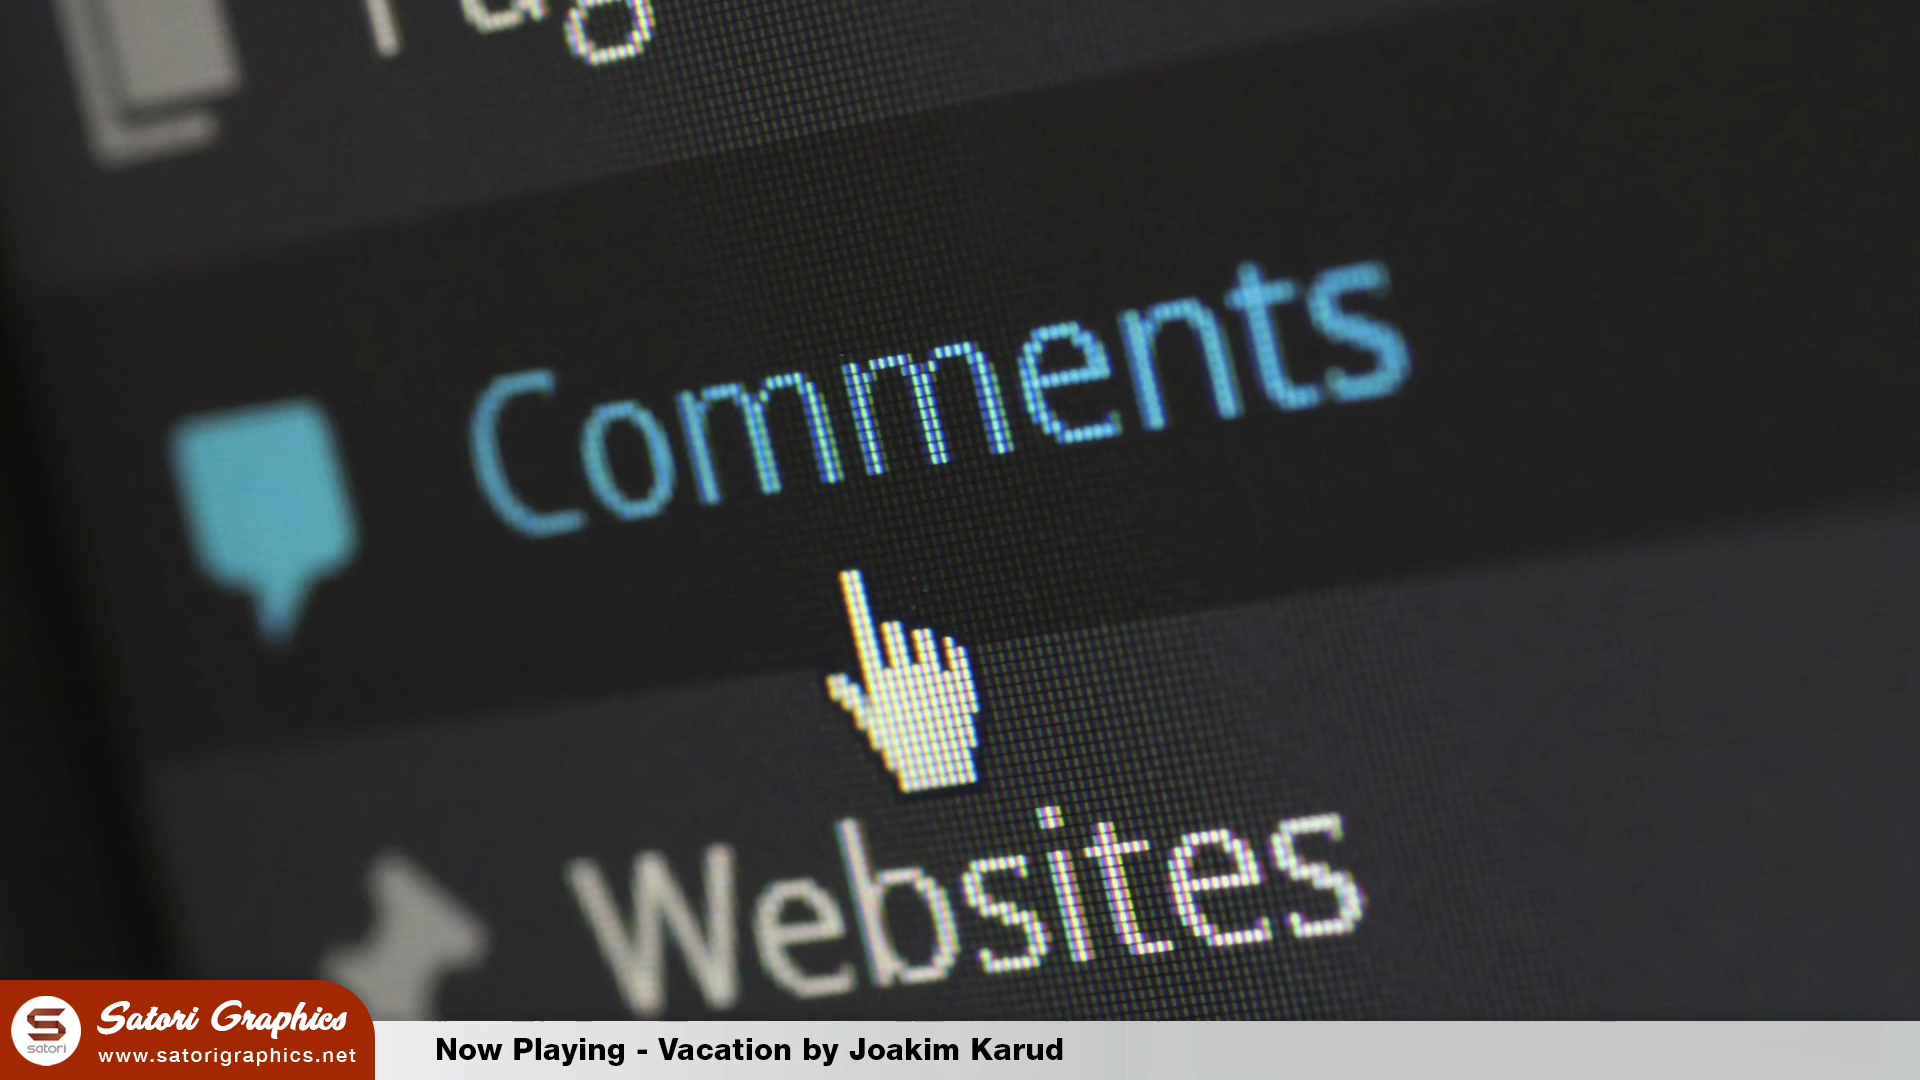 Comments
Websites
Satori Graphics
satori
www.satorigraphics.net
Now Playing - Vacation by Joakim Karud